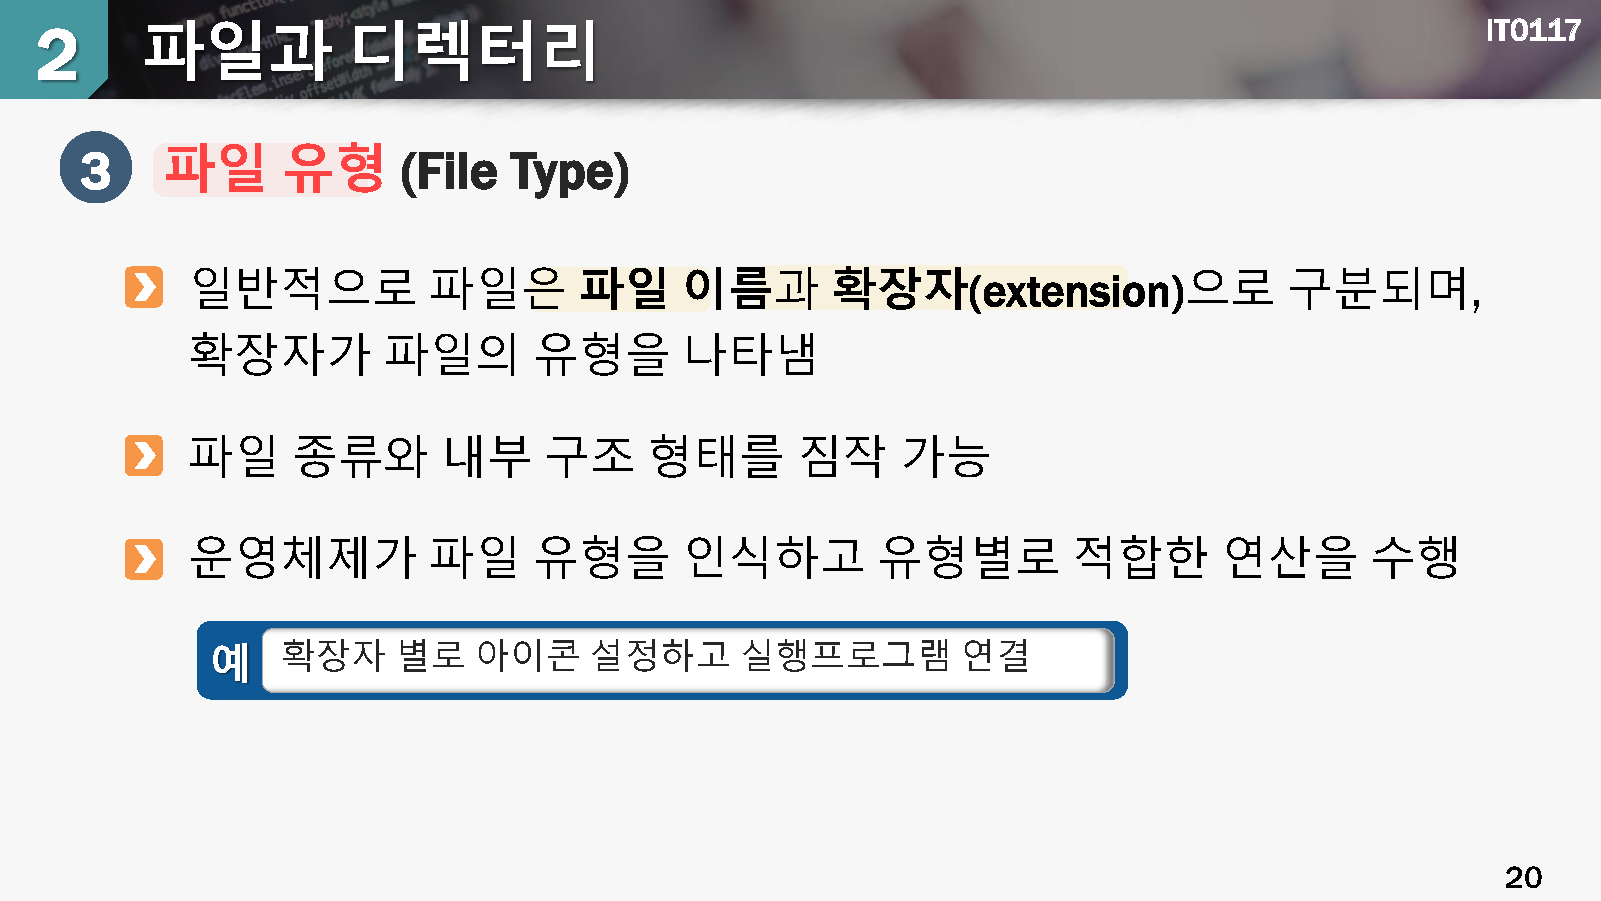 2 파일과 디렉터리
IT0117
3 파일 유형 (File Type)
일반적으로 파일은 파일 이름과 확장자(extension)으로 구분되며,
확장자가 파일의 유형을 나타냄
파일 종류와 내부 구조 형태를 짐작 가능
운영체제가 파일 유형을 인식하고 유형별로 적합한 연산을 수행
예 확장자 별로 아이콘 설정하고 실행프로그램 연결
20